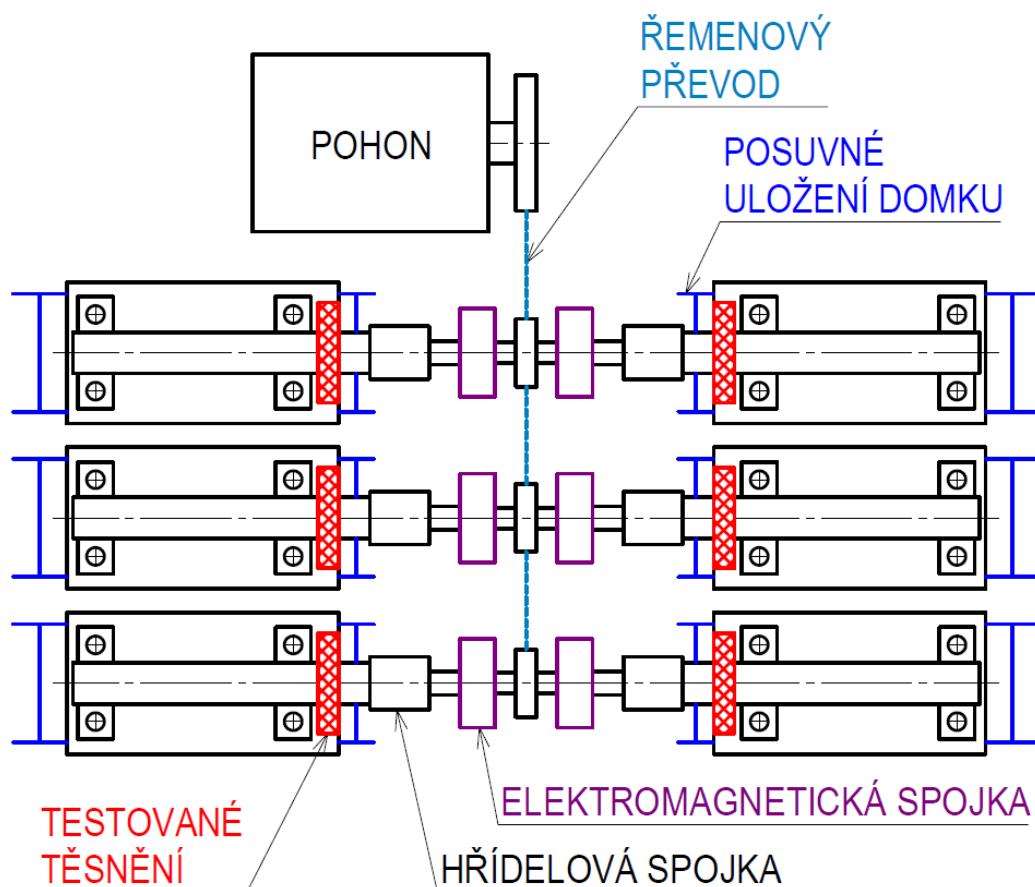 ŘEMENOVÝ
PŘEVOD
POHON
POSUVNÉ
ULOŽENÍ DOMKU
ELEKTROMAGNETICKÁ SPOJKA
TESTOVANÉ
TĚSNĚNÍ
HŘÍDELOVÁ SPOJKA